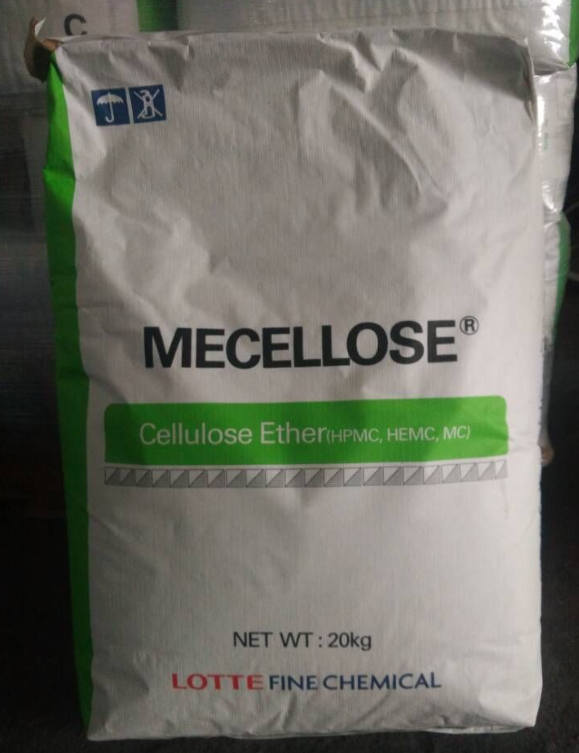 C
MECELLOSE®
Cellulose Ether(HPMC, HEMC, MC)
NET WT : 20kg
LOTTE FINE CHEMICAL